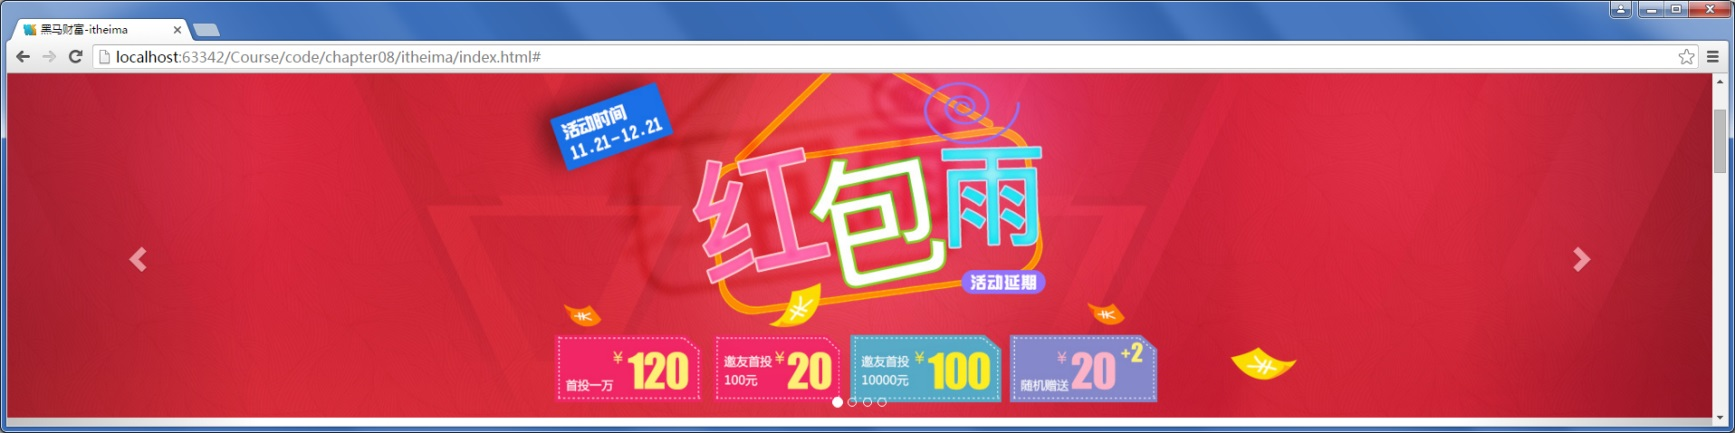 黑马财富-itheima
localhost:63342/Course/code/chapter08/itheima/index.html#
活动时间
11.21-12.21
红包雨
活动延期
首投一万 ¥120
邀友首投 ¥20
100元
邀友首投 ¥100
10000元
¥20+2
随机赠送